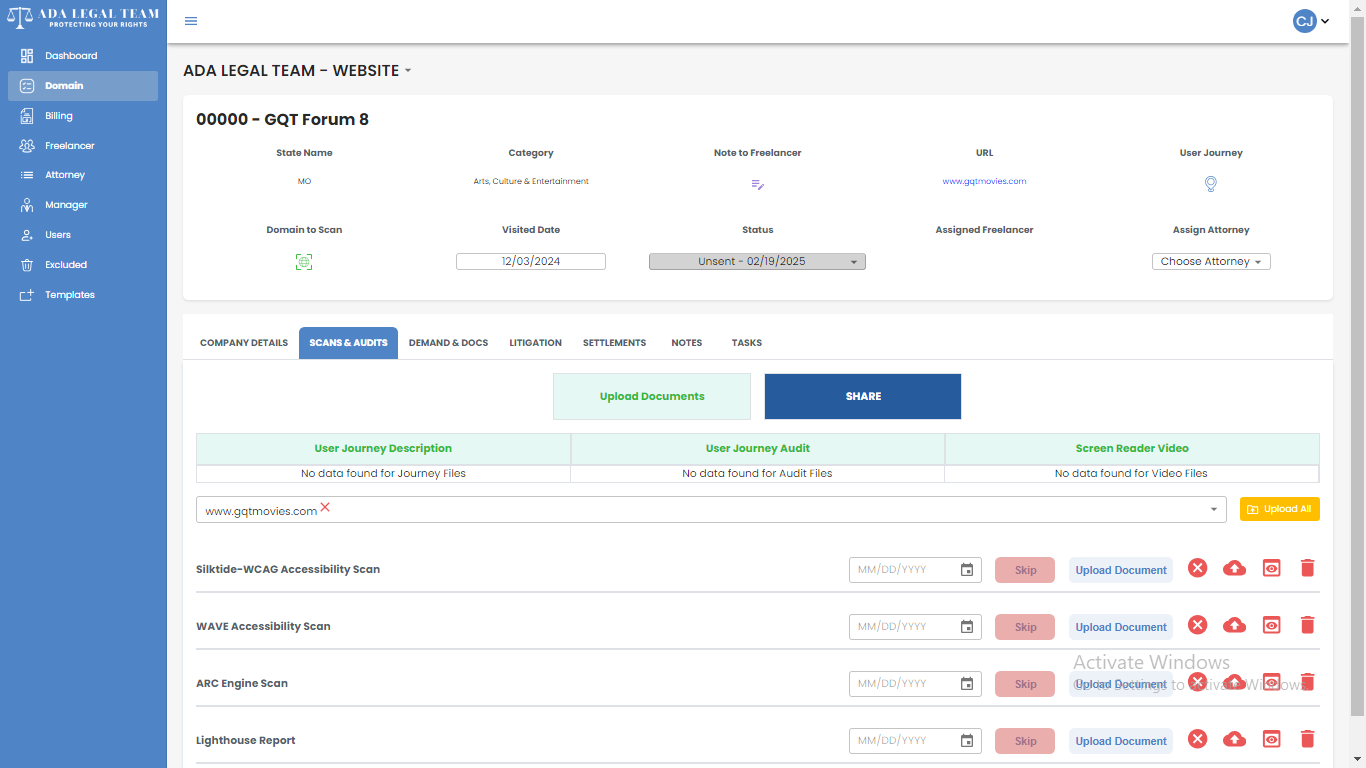 ADA LEGAL TEAM
PROTECTING YOUR RIGHTS
CJ
Dashboard
Domain
Billing
Freelancer
Attorney
Manager
Users
Excluded
Templates
ADA LEGAL TEAM - WEBSITE
00000 - GQT Forum 8
State Name Category Note to Freelancer URL User Journey
MO Arts, Culture & Entertainment www.gqtmovies.com
Domain to Scan Visited Date Status Assigned Freelancer Assign Attorney
12/03/2024 Unsent - 02/19/2025 Choose Attorney
COMPANY DETAILS SCANS & AUDITS DEMAND & DOCS LITIGATION SETTLEMENTS NOTES TASKS
Upload Documents SHARE
User Journey Description User Journey Audit Screen Reader Video
No data found for Journey Files No data found for Audit Files No data found for Video Files
www.gqtmovies.com Upload All
Silktide-WCAG Accessibility Scan MM/DD/YYYY Skip Upload Document
WAVE Accessibility Scan MM/DD/YYYY Skip Upload Document
Activate Windows
Go to Settings to activate Windows.
ARC Engine Scan MM/DD/YYYY Skip Upload Document
Lighthouse Report MM/DD/YYYY Skip Upload Document